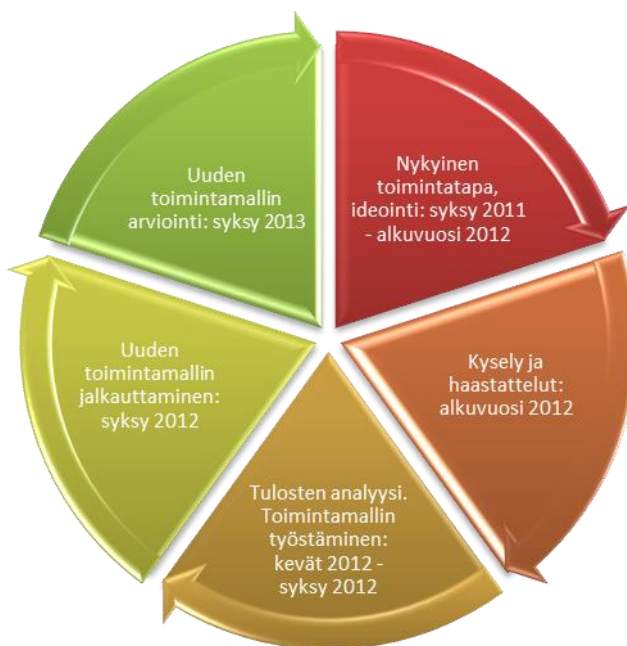 Nykyinen
toimintatapa,
ideointi: syksy 2011
- alkuvuosi 2012
Kysely ja
haastattelut:
alkuvuosi 2012
Tulosten analyysi.
Toimintamallin
työstäminen:
kevät 2012 -
syksy 2012
Uuden
toimintamallin
jalkauttaminen:
syksy 2012
Uuden
toimintamallin
arviointi: syksy 2013